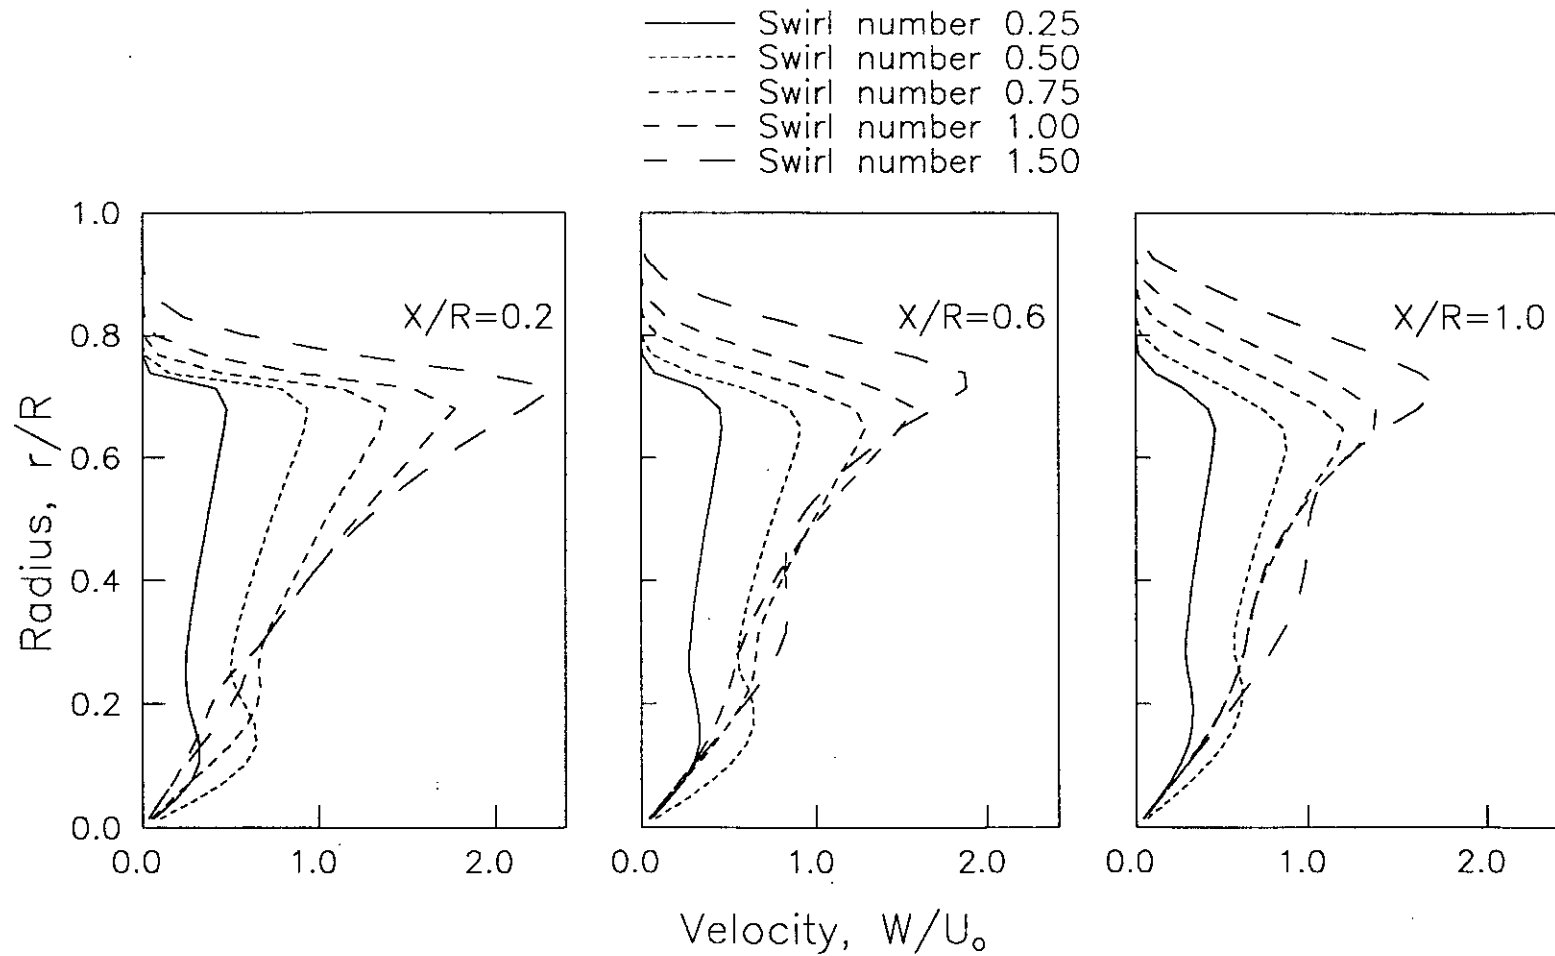 Swirl number 0.25
Swirl number 0.50
Swirl number 0.75
Swirl number 1.00
Swirl number 1.50
1.0
0.8
0.6
0.4
0.2
0.0
Radius, r/R
X/R=0.2
X/R=0.6
X/R=1.0
0.0 1.0 2.0
0.0 1.0 2.0
0.0 1.0 2.0
Velocity, W/U₀